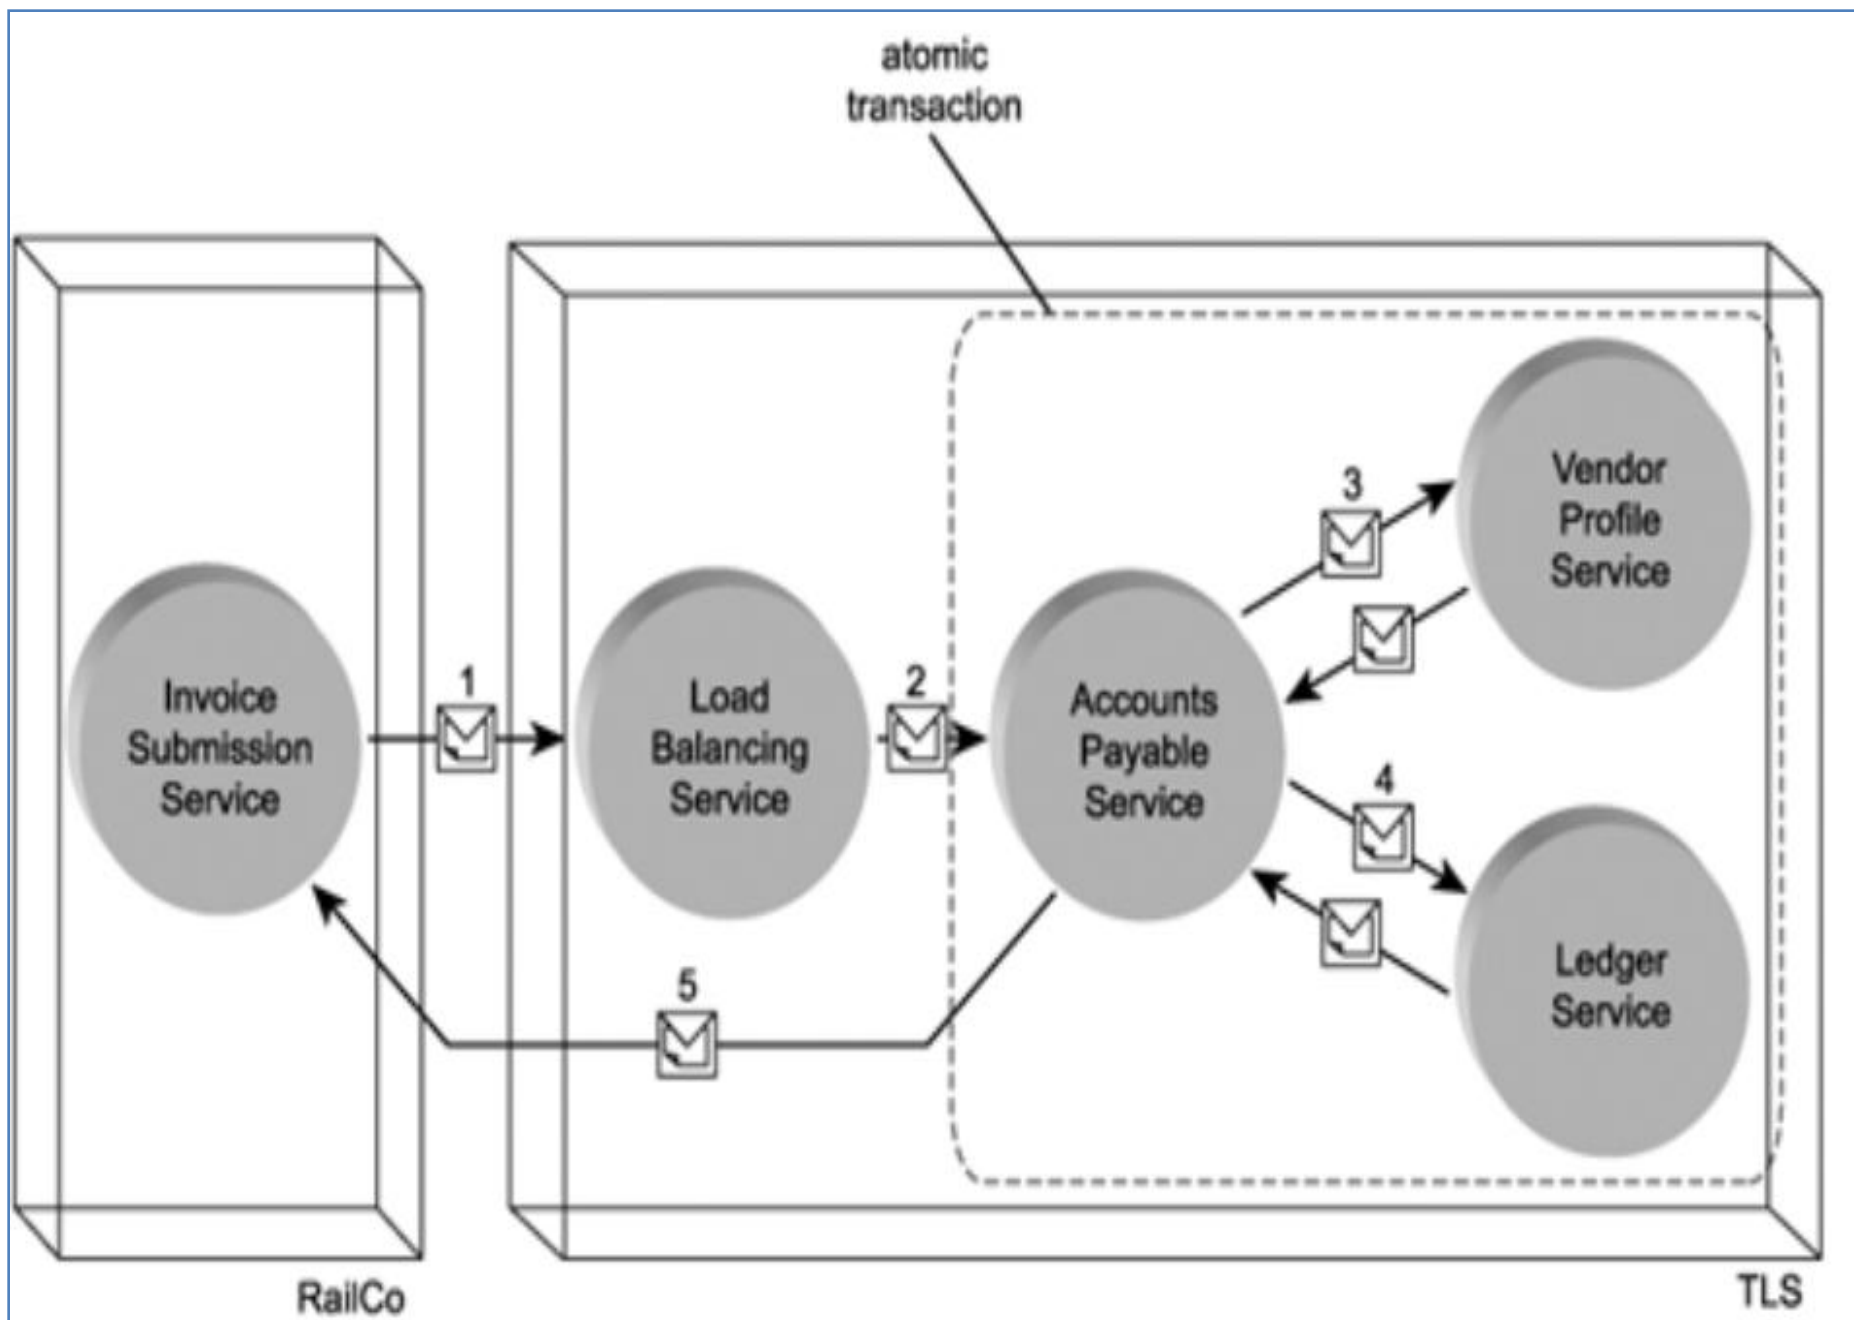 atomic
transaction
Invoice
Submission
Service
1
Load
Balancing
Service
2
Accounts
Payable
Service
3
Vendor
Profile
Service
4
Ledger
Service
5
RailCo
TLS